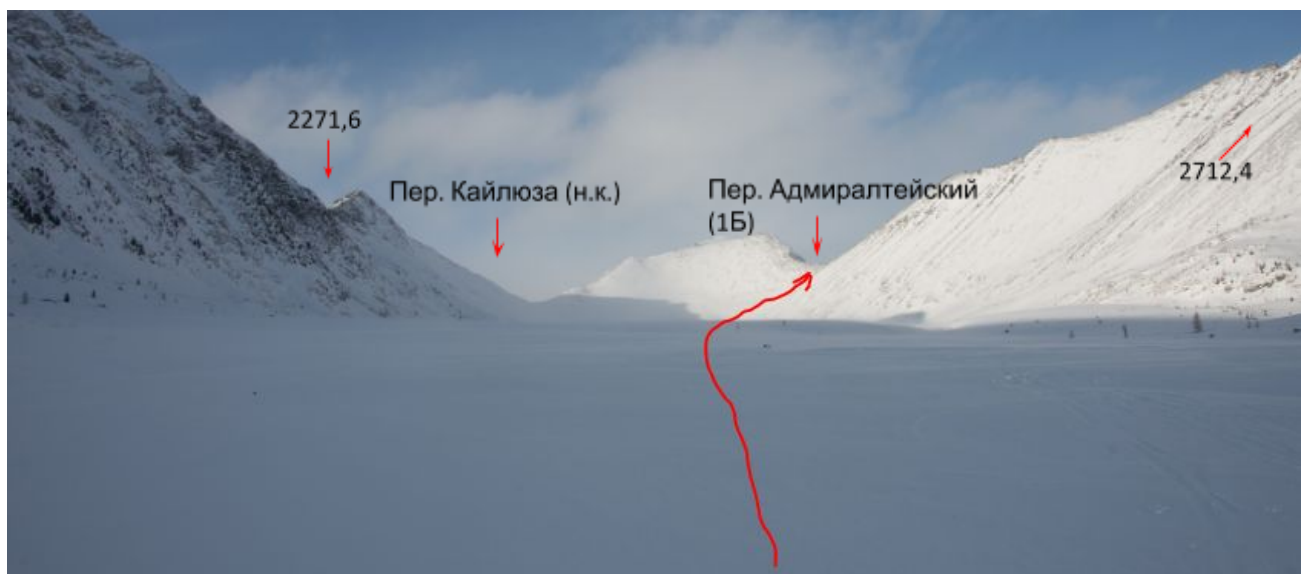 2271,6
Пер. Кайлюза (н.к.)
Пер. Адмиралтейский
(1Б)
2712,4